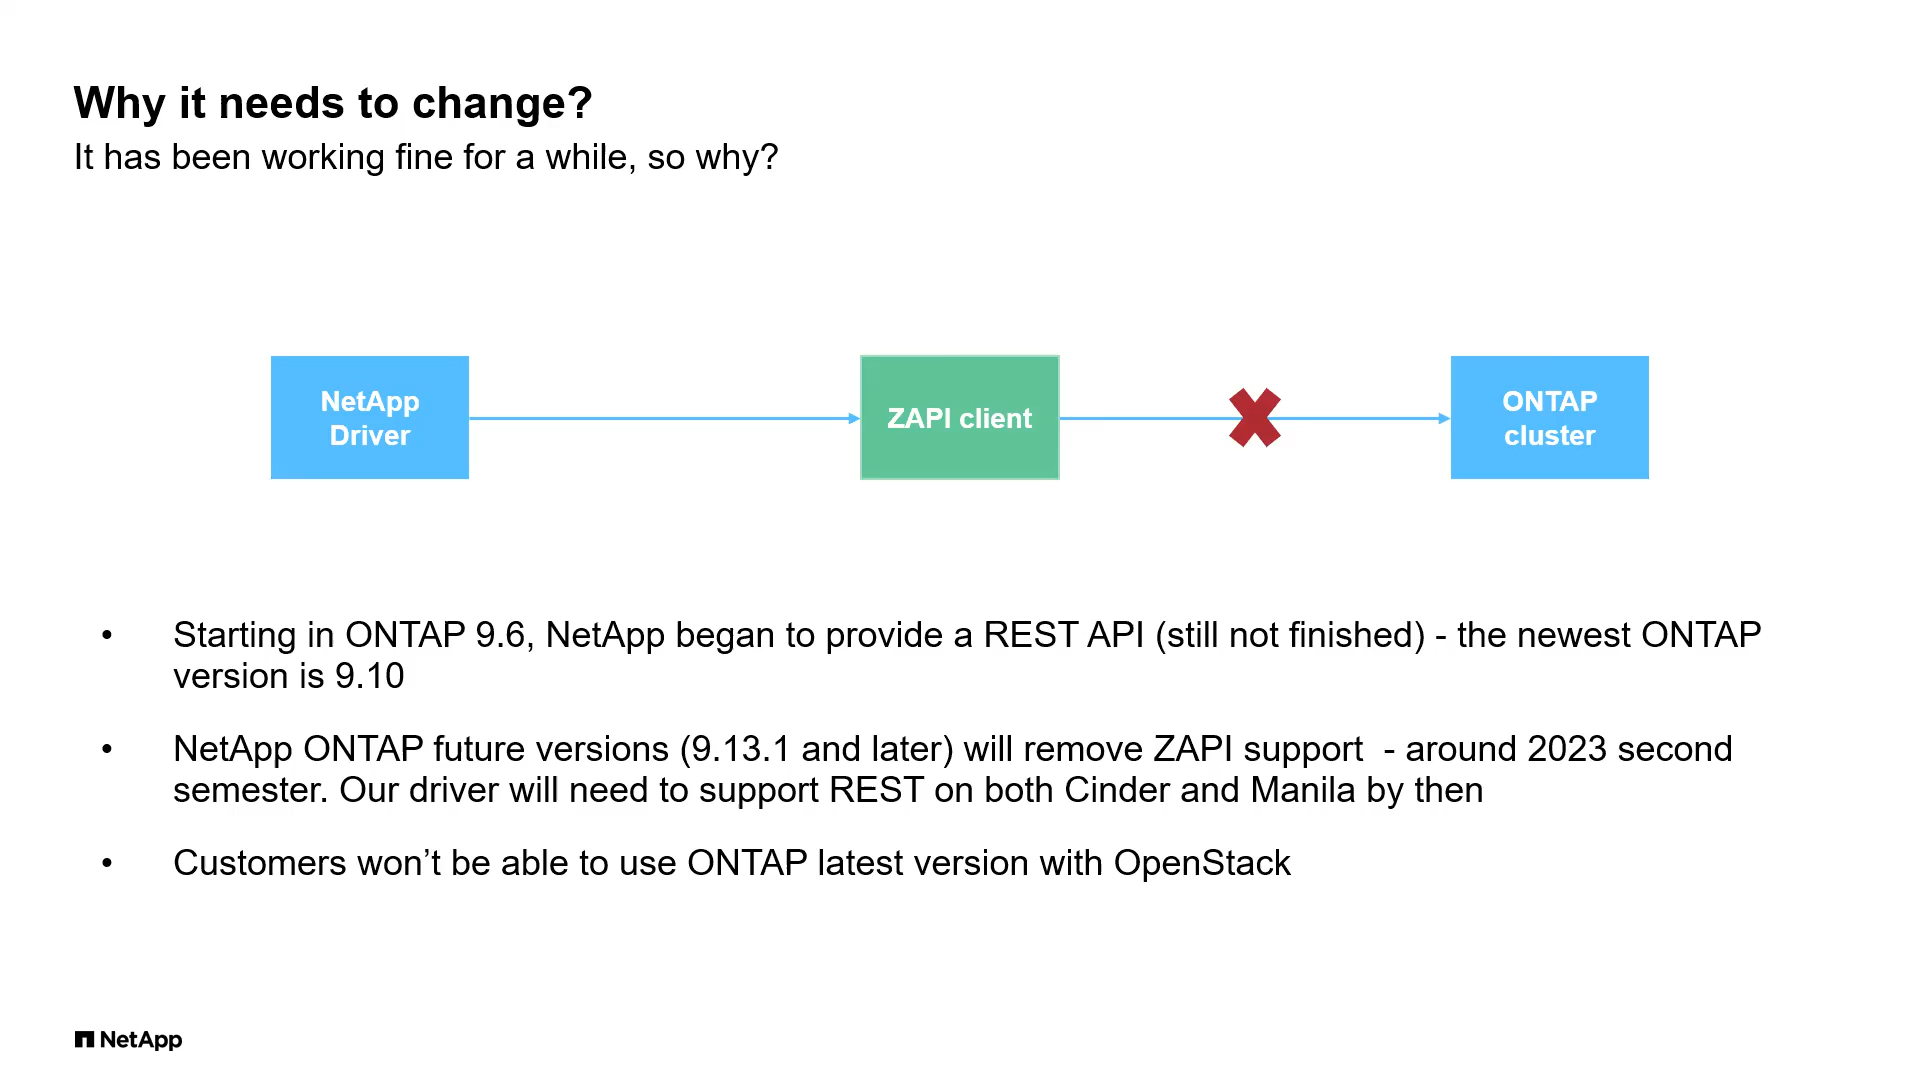 Why it needs to change?
It has been working fine for a while, so why?
NetApp
Driver
ZAPI client
ONTAP
cluster
• Starting in ONTAP 9.6, NetApp began to provide a REST API (still not finished) - the newest ONTAP
version is 9.10
• NetApp ONTAP future versions (9.13.1 and later) will remove ZAPI support  - around 2023 second
semester. Our driver will need to support REST on both Cinder and Manila by then
• Customers won’t be able to use ONTAP latest version with OpenStack
NetApp